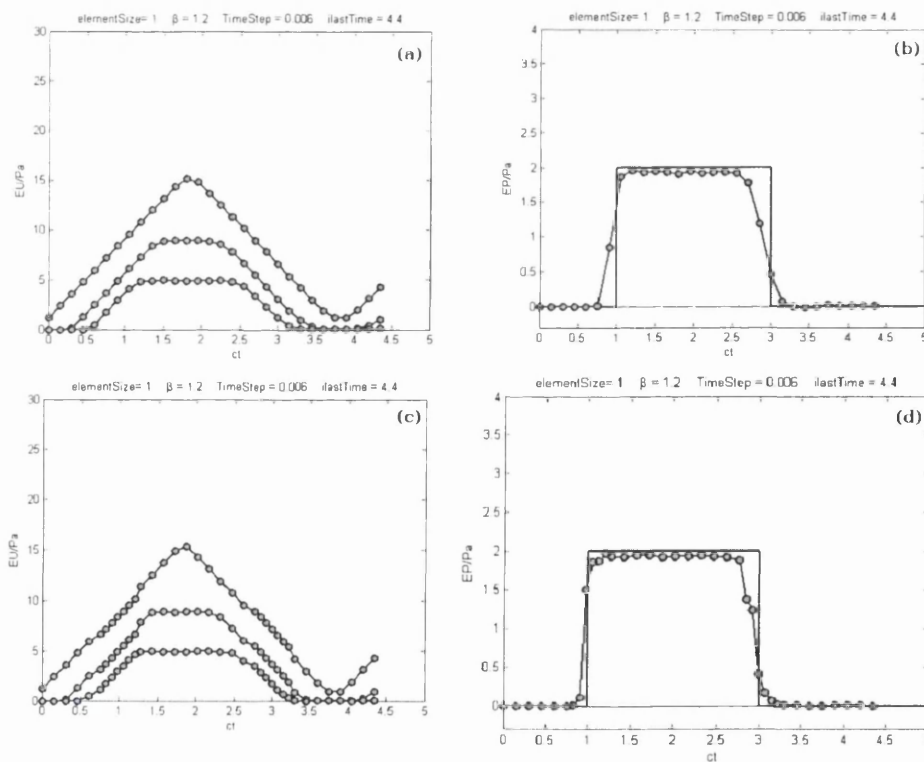 elementSize= 1 β = 1.2 TimeStep = 0.006 ilastTime = 4.4
(a)
30
25
20
15
10
5
0
EU/Pa
0 0.5 1 1.5 2 2.5 3 3.5 4 4.5 5
ct
elementSize= 1 β = 1.2 TimeStep = 0.006 ilastTime = 4.4
(b)
4
3.5
3
2.5
2
1.5
1
0.5
0
EP/Pa
0 0.5 1 1.5 2 2.5 3 3.5 4 4.5 5
ct
elementSize= 1 β = 1.2 TimeStep = 0.006 ilastTime = 4.4
(c)
30
25
20
15
10
5
0
EU/Pa
0 0.5 1 1.5 2 2.5 3 3.5 4 4.5 5
ct
elementSize= 1 β = 1.2 TimeStep = 0.006 ilastTime = 4.4
(d)
4
3.5
3
2.5
2
1.5
1
0.5
0
EP/Pa
0 0.5 1 1.5 2 2.5 3 3.5 4 4.5 5
ct